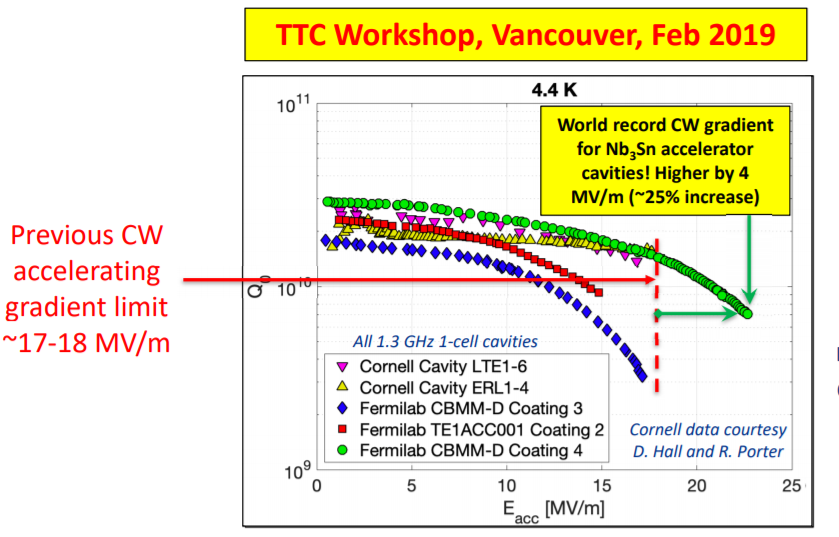 TTC Workshop, Vancouver, Feb 2019
4.4 K
10¹¹
World record CW gradient
for Nb₃Sn accelerator
cavities! Higher by 4
MV/m (~25% increase)
Previous CW
accelerating
gradient limit
~17-18 MV/m
Q₀
10¹⁰
All 1.3 GHz 1-cell cavities
Cornell Cavity LTE1-6
Cornell Cavity ERL1-4
Fermilab CBMM-D Coating 3
Fermilab TE1ACC001 Coating 2
Fermilab CBMM-D Coating 4
Cornell data courtesy
D. Hall and R. Porter
10⁹
0 5 10 15 20 25
E_acc [MV/m]